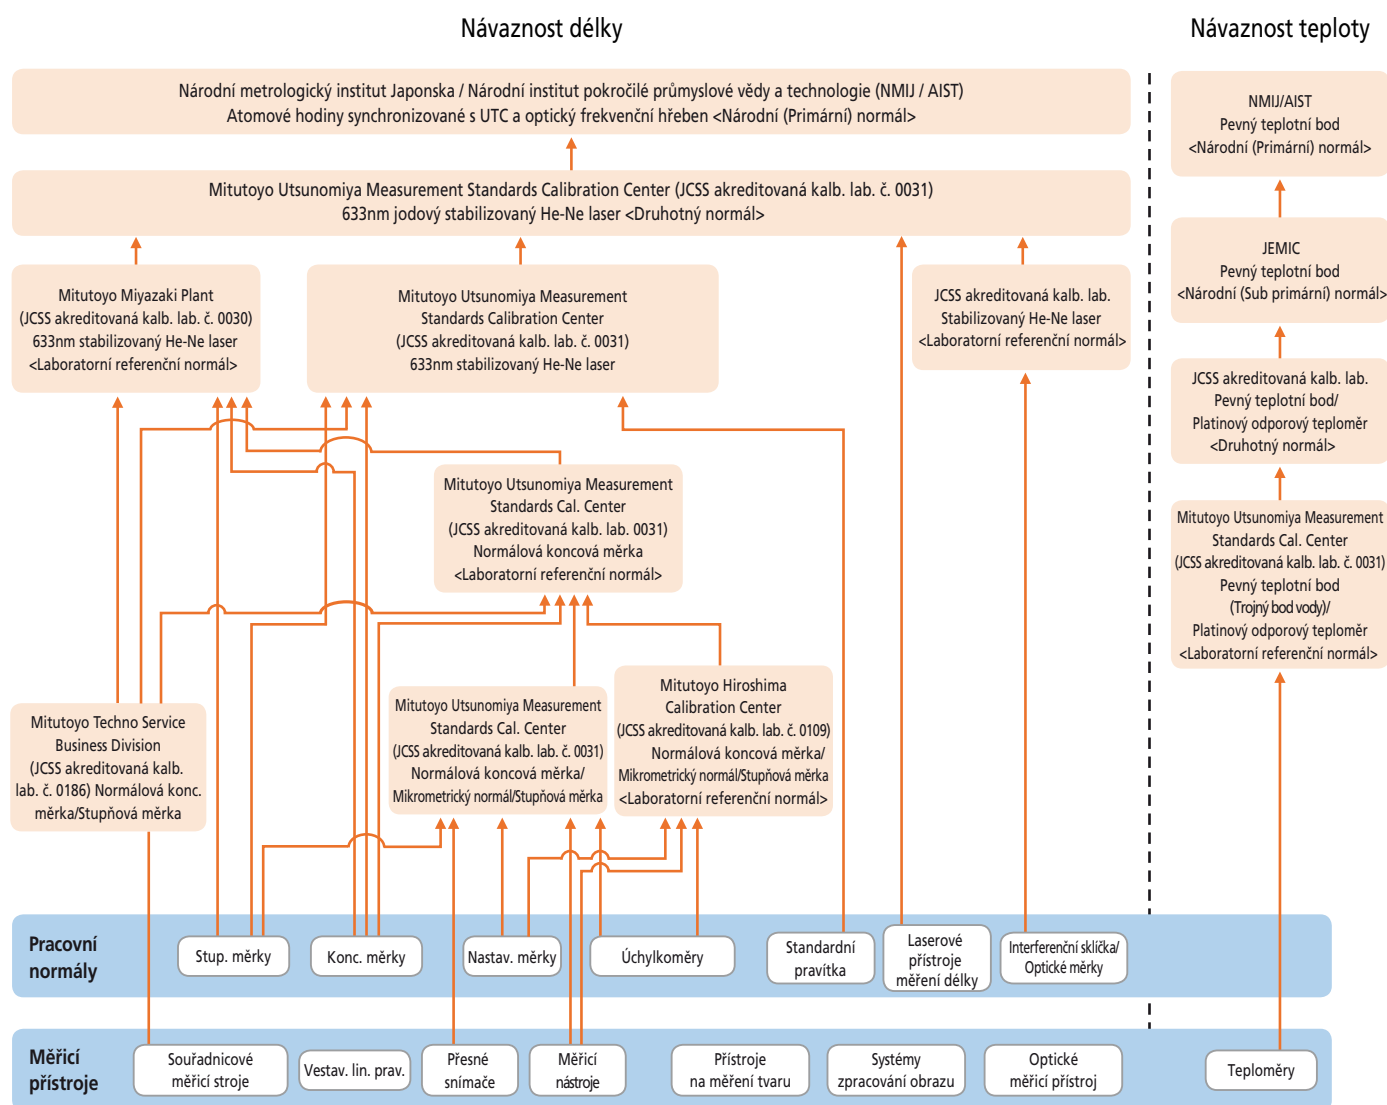 Návaznost délky
Návaznost teploty
Národní metrologický institut Japonska / Národní institut pokročilé průmyslové vědy a technologie (NMIJ / AIST)
Atomové hodiny synchronizované s UTC a optický frekvenční hřeben <Národní (Primární) normál>
NMIJ/AIST
Pevný teplotní bod
<Národní (Primární) normál>
Mitutoyo Utsunomiya Measurement Standards Calibration Center (JCSS akreditovaná kalb. lab. č. 0031)
633nm jodový stabilizovaný He-Ne laser <Druhotný normál>
JEMIC
Pevný teplotní bod
<Národní (Sub primární) normál>
Mitutoyo Miyazaki Plant
(JCSS akreditovaná kalb. lab. č. 0030)
633nm stabilizovaný He-Ne laser
<Laboratorní referenční normál>
Mitutoyo Utsunomiya Measurement
Standards Calibration Center
(JCSS akreditovaná kalb. lab. č. 0031)
633nm stabilizovaný He-Ne laser
JCSS akreditovaná kalb. lab.
Stabilizovaný He-Ne laser
<Laboratorní referenční normál>
JCSS akreditovaná kalb. lab.
Pevný teplotní bod/
Platinový odporový teploměr
<Druhotný normál>
Mitutoyo Utsunomiya Measurement
Standards Cal. Center
(JCSS akreditovaná kalb. lab. 0031)
Normálová koncová měrka
<Laboratorní referenční normál>
Mitutoyo Utsunomiya Measurement
Standards Cal. Center
(JCSS akreditovaná kalb. lab. č. 0031)
Pevný teplotní bod
(Trojný bod vody)/
Platinový odporový teploměr
<Laboratorní referenční normál>
Mitutoyo Techno Service
Business Division
(JCSS akreditovaná kalb.
lab. č. 0186) Normálová konc.
měrka/Stupňová měrka
Mitutoyo Utsunomiya Measurement
Standards Cal. Center
(JCSS akreditovaná kalb. lab. č. 0031)
Normálová koncová měrka/
Mikrometrický normál/Stupňová měrka
Mitutoyo Hiroshima
Calibration Center
(JCSS akreditovaná kalb. lab. č. 0109)
Normálová koncová měrka/
Mikrometrický normál/Stupňová měrka
<Laboratorní referenční normál>
Pracovní
normály
Stup. měrky
Konc. měrky
Nastav. měrky
Úchylkoměry
Standardní
pravítka
Laserové
přístroje
měření délky
Interferenční sklíčka/
Optické měrky
Měřicí
přístroje
Souřadnicové
měřicí stroje
Vestav. lin. prav.
Přesné
snímače
Měřicí
nástroje
Přístroje
na měření tvaru
Systémy
zpracování obrazu
Optické
měřicí přístroj
Teploměry